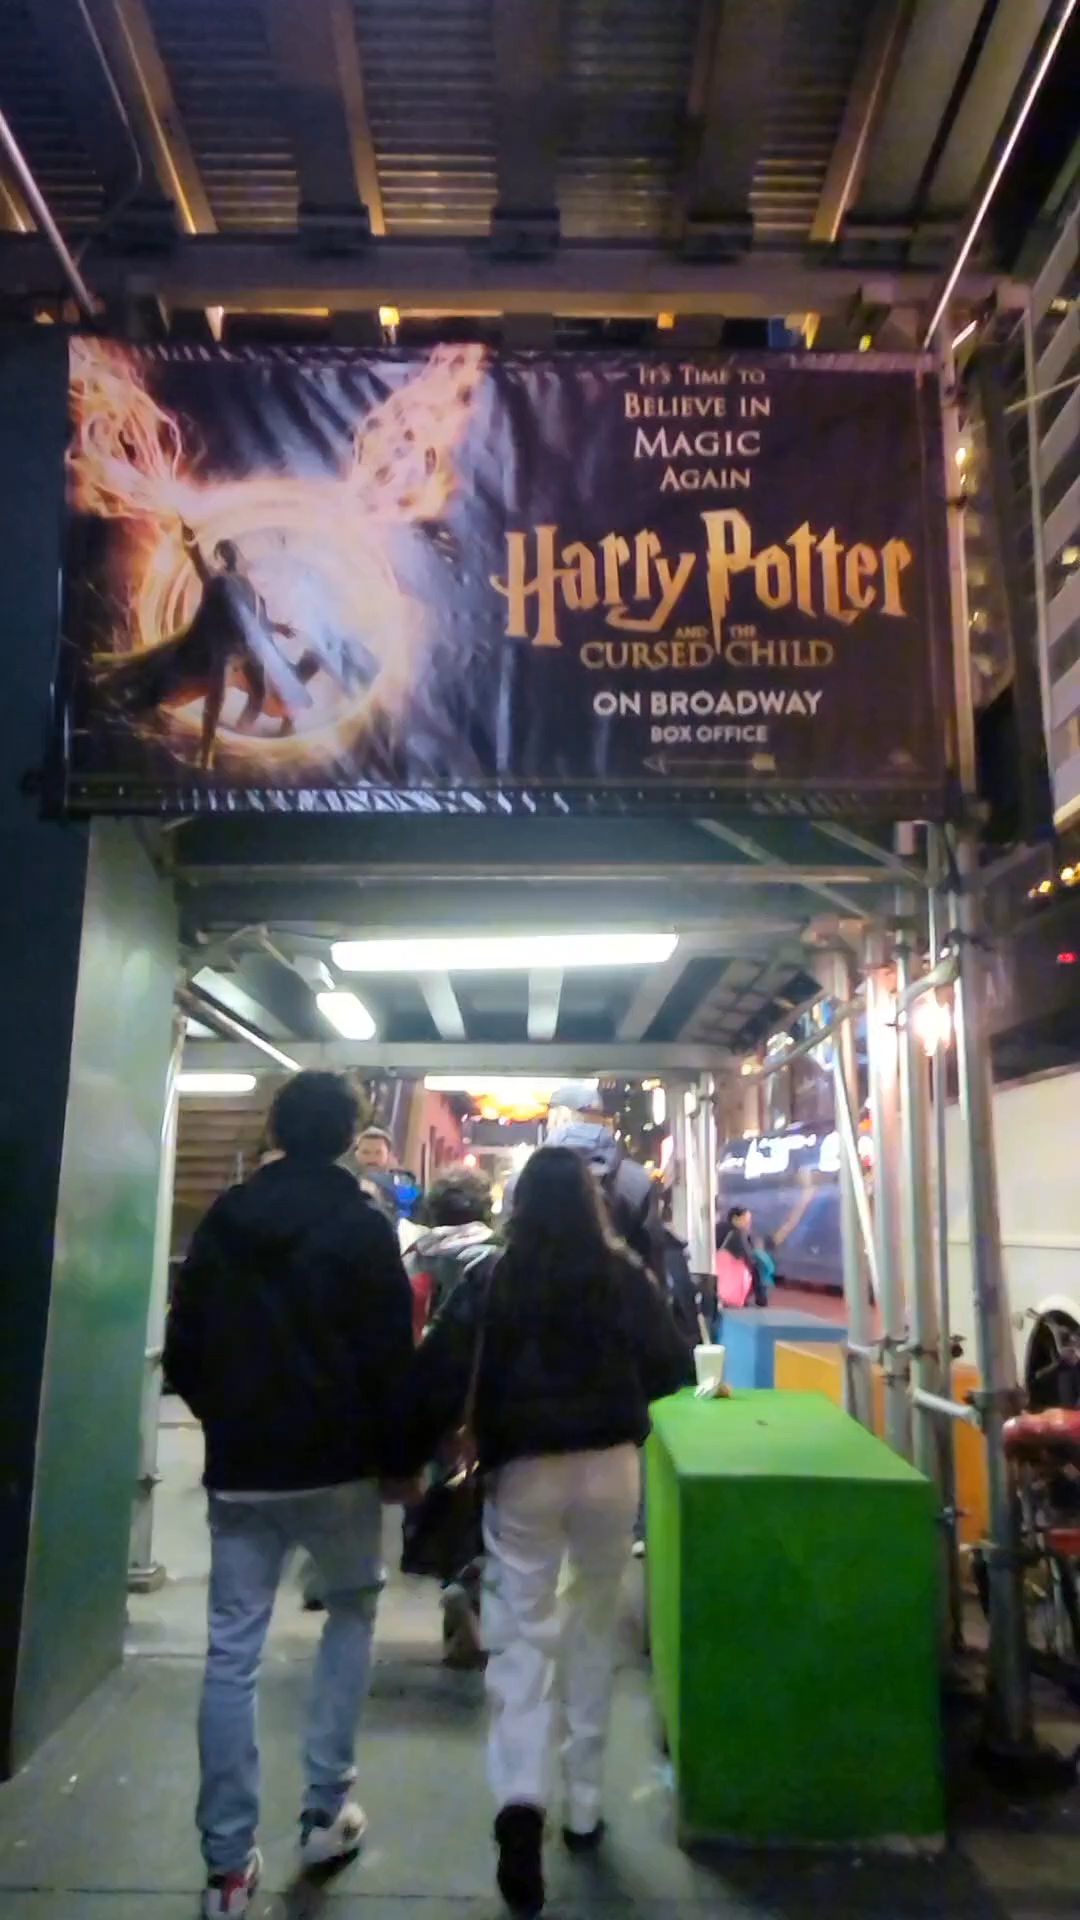 IT'S TIME TO
BELIEVE IN
MAGIC
AGAIN
Harry Potter
AND THE
CURSED CHILD
ON BROADWAY
BOX OFFICE